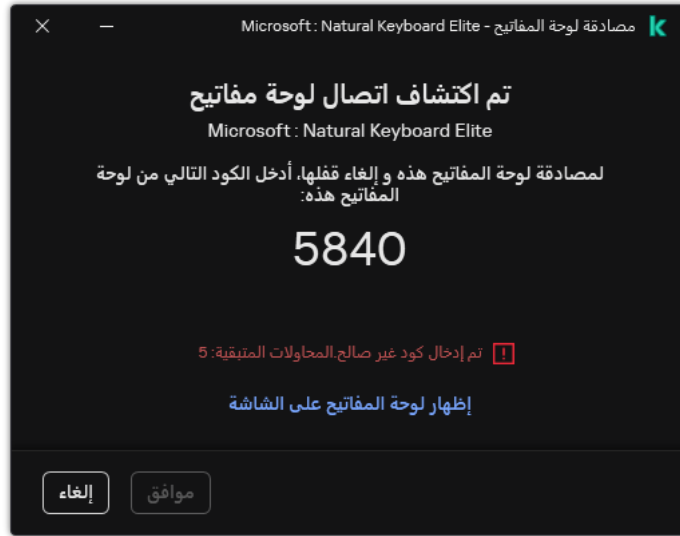 مصادقة لوحة المفاتيح - Microsoft : Natural Keyboard Elite
تم اكتشاف اتصال لوحة مفاتيح
Microsoft : Natural Keyboard Elite
لمصادقة لوحة المفاتيح هذه و إلغاء قفلها، أدخل الكود التالي من لوحة
المفاتيح هذه:
5840
تم إدخال كود غير صالح.المحاولات المتبقية: 5
إظهار لوحة المفاتيح على الشاشة
موافق
إلغاء